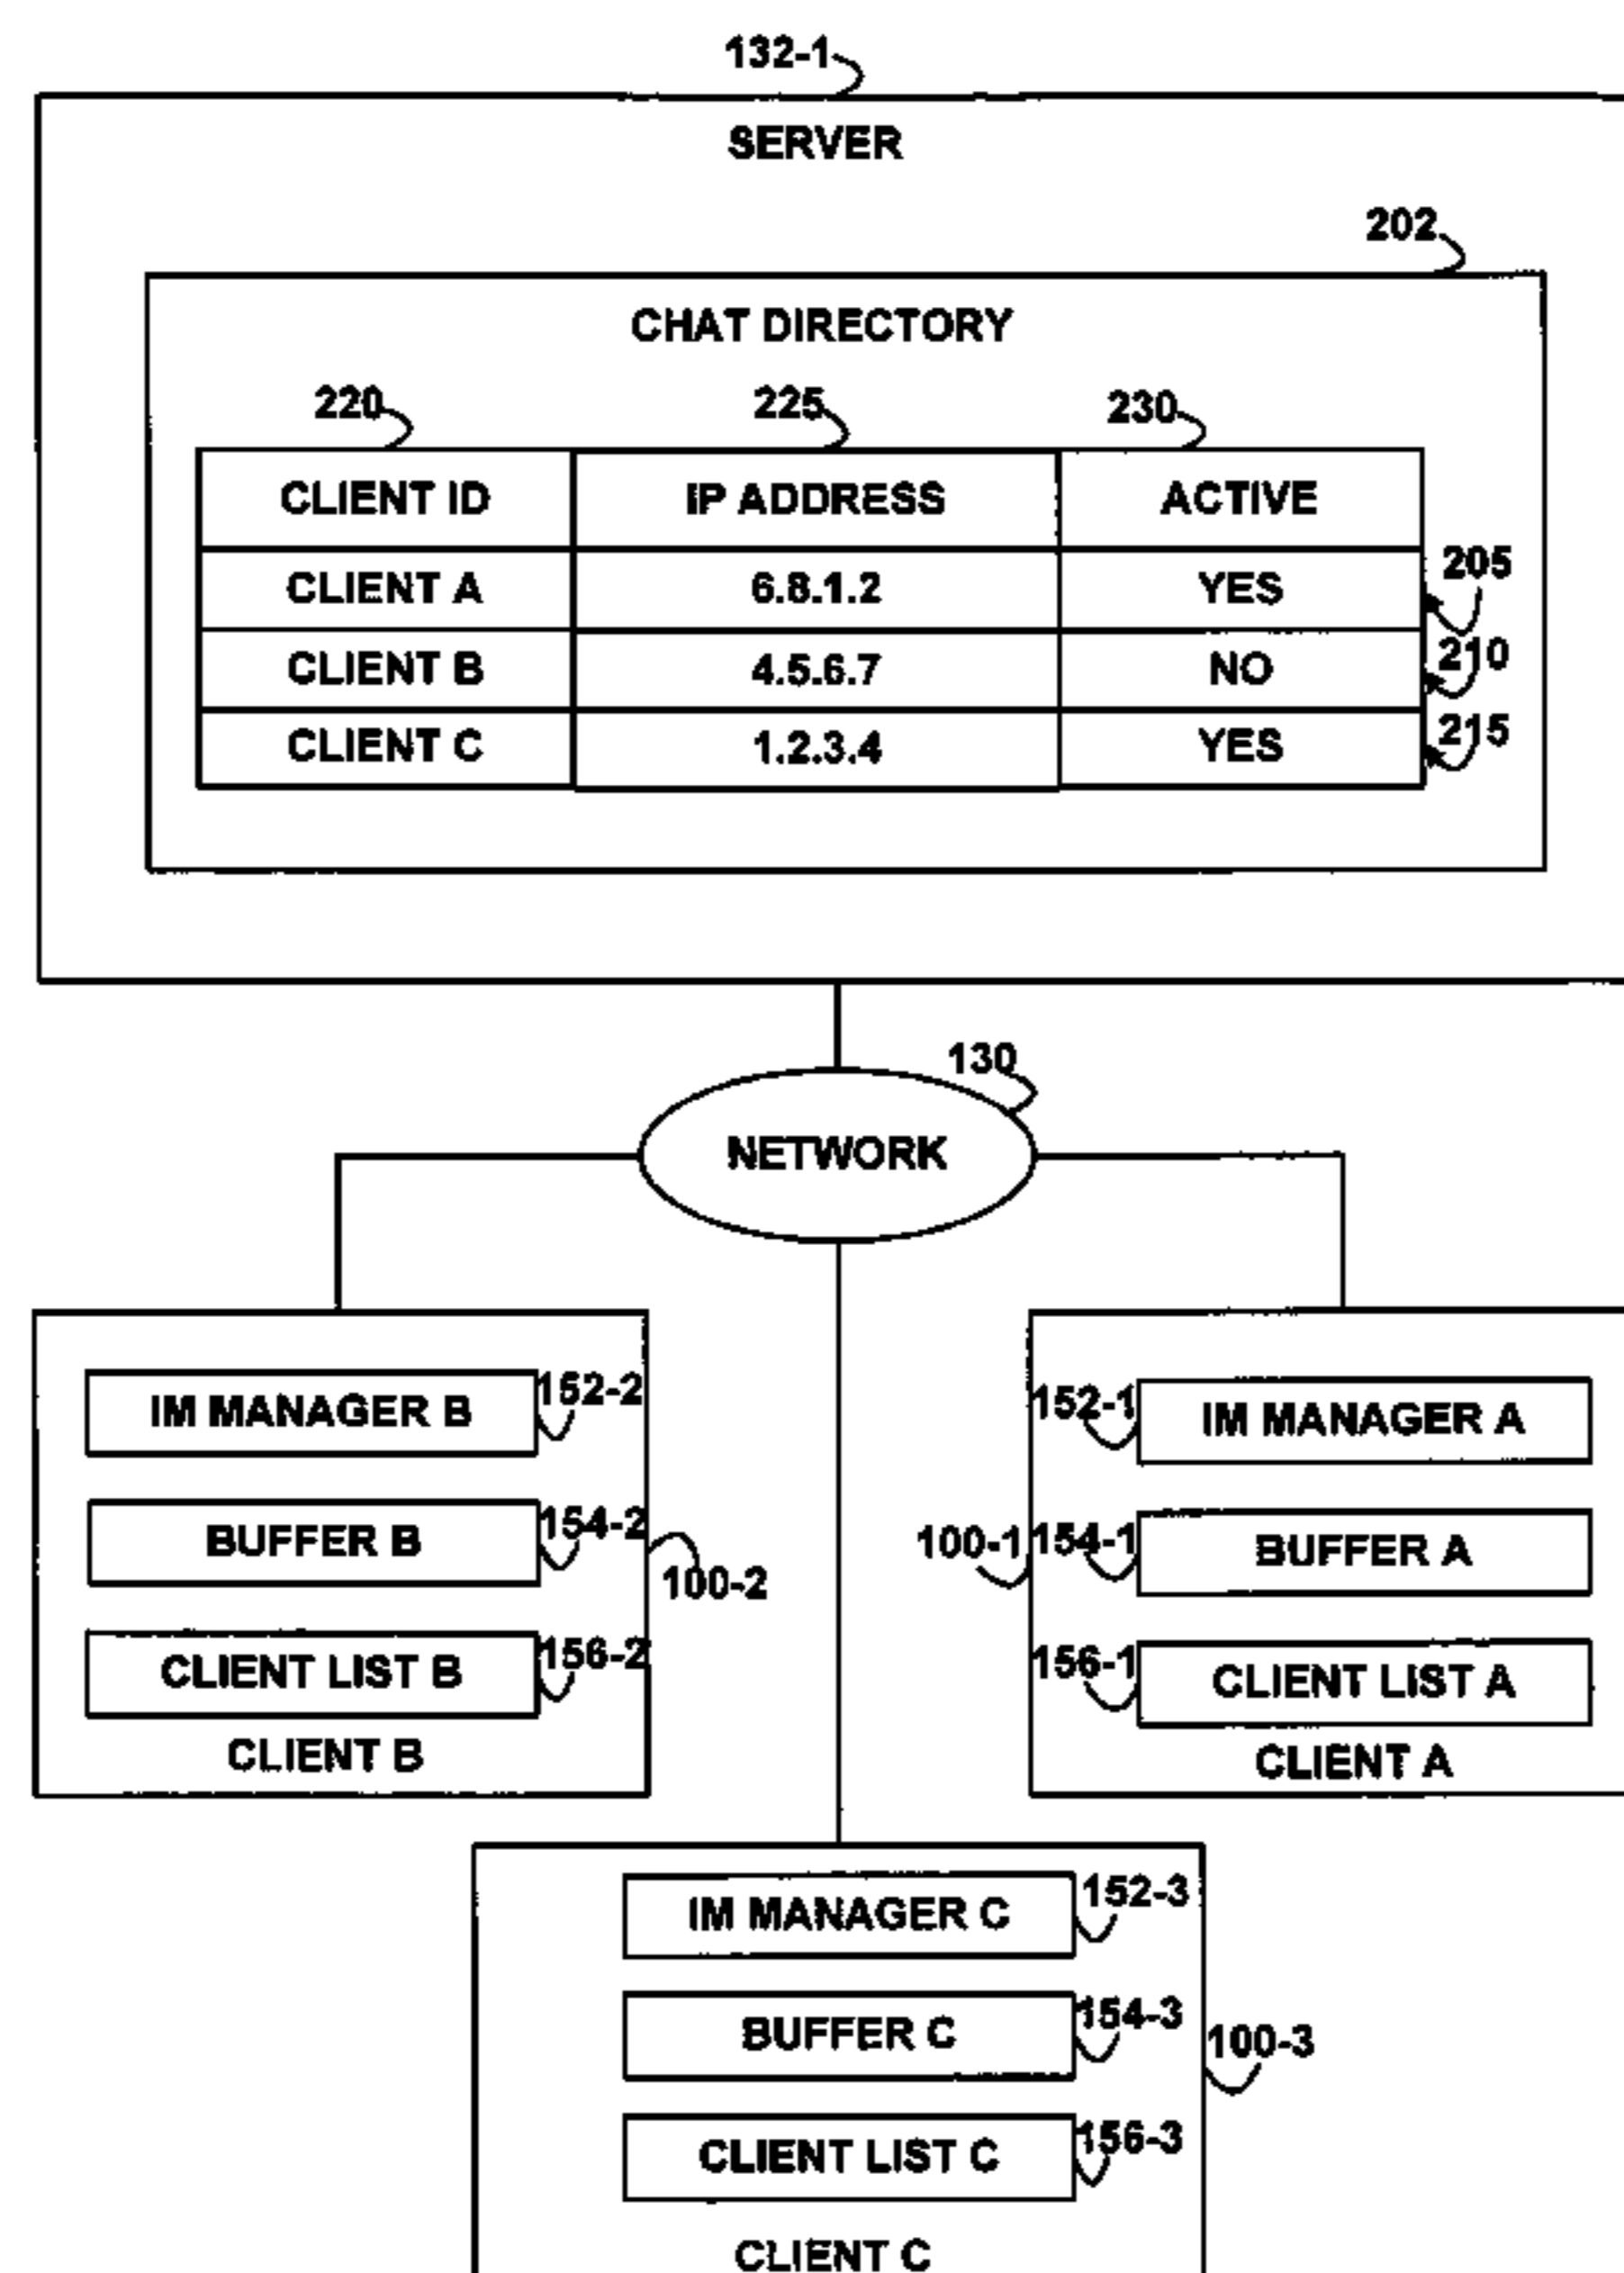 132-1
SERVER
202
CHAT DIRECTORY
220 225 230
CLIENT ID IP ADDRESS ACTIVE
CLIENT A 6.8.1.2 YES 205
CLIENT B 4.5.6.7 NO 210
CLIENT C 1.2.3.4 YES 215
130
NETWORK
IM MANAGER B 152-2
BUFFER B 154-2
100-2
CLIENT LIST B 156-2
CLIENT B
152-1 IM MANAGER A
100-1 154-1 BUFFER A
156-1 CLIENT LIST A
CLIENT A
IM MANAGER C 152-3
BUFFER C 154-3
100-3
CLIENT LIST C 156-3
CLIENT C